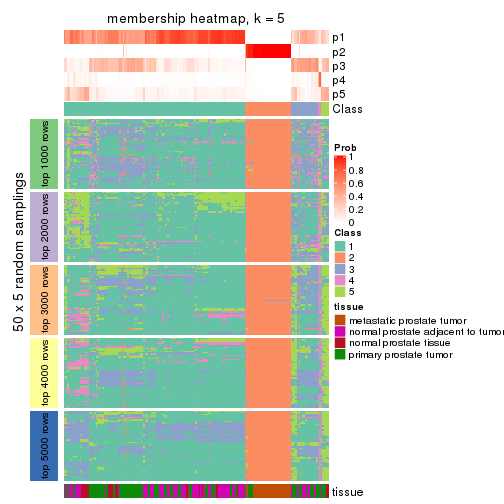 membership heatmap, k = 5
p1
p2
p3
p4
p5
Class
50 x 5 random samplings
top 1000 rows
top 2000 rows
top 3000 rows
top 4000 rows
top 5000 rows
Prob
1
0.8
0.6
0.4
0.2
0
Class
1
2
3
4
5
tissue
metastatic prostate tumor
normal prostate adjacent to tumor
normal prostate tissue
primary prostate tumor
tissue